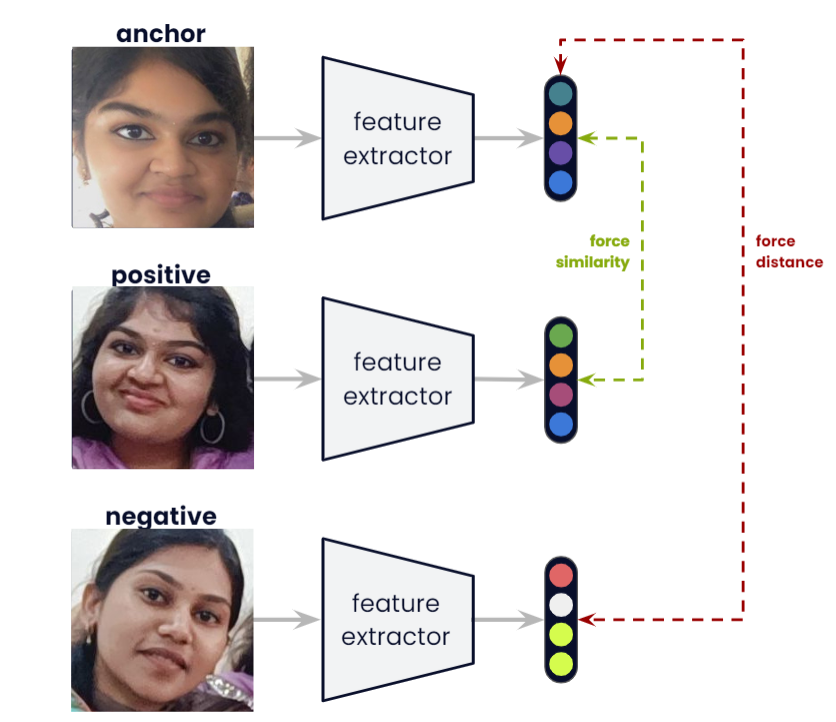 anchor
feature
extractor
force
similarity
force
distance
positive
feature
extractor
negative
feature
extractor